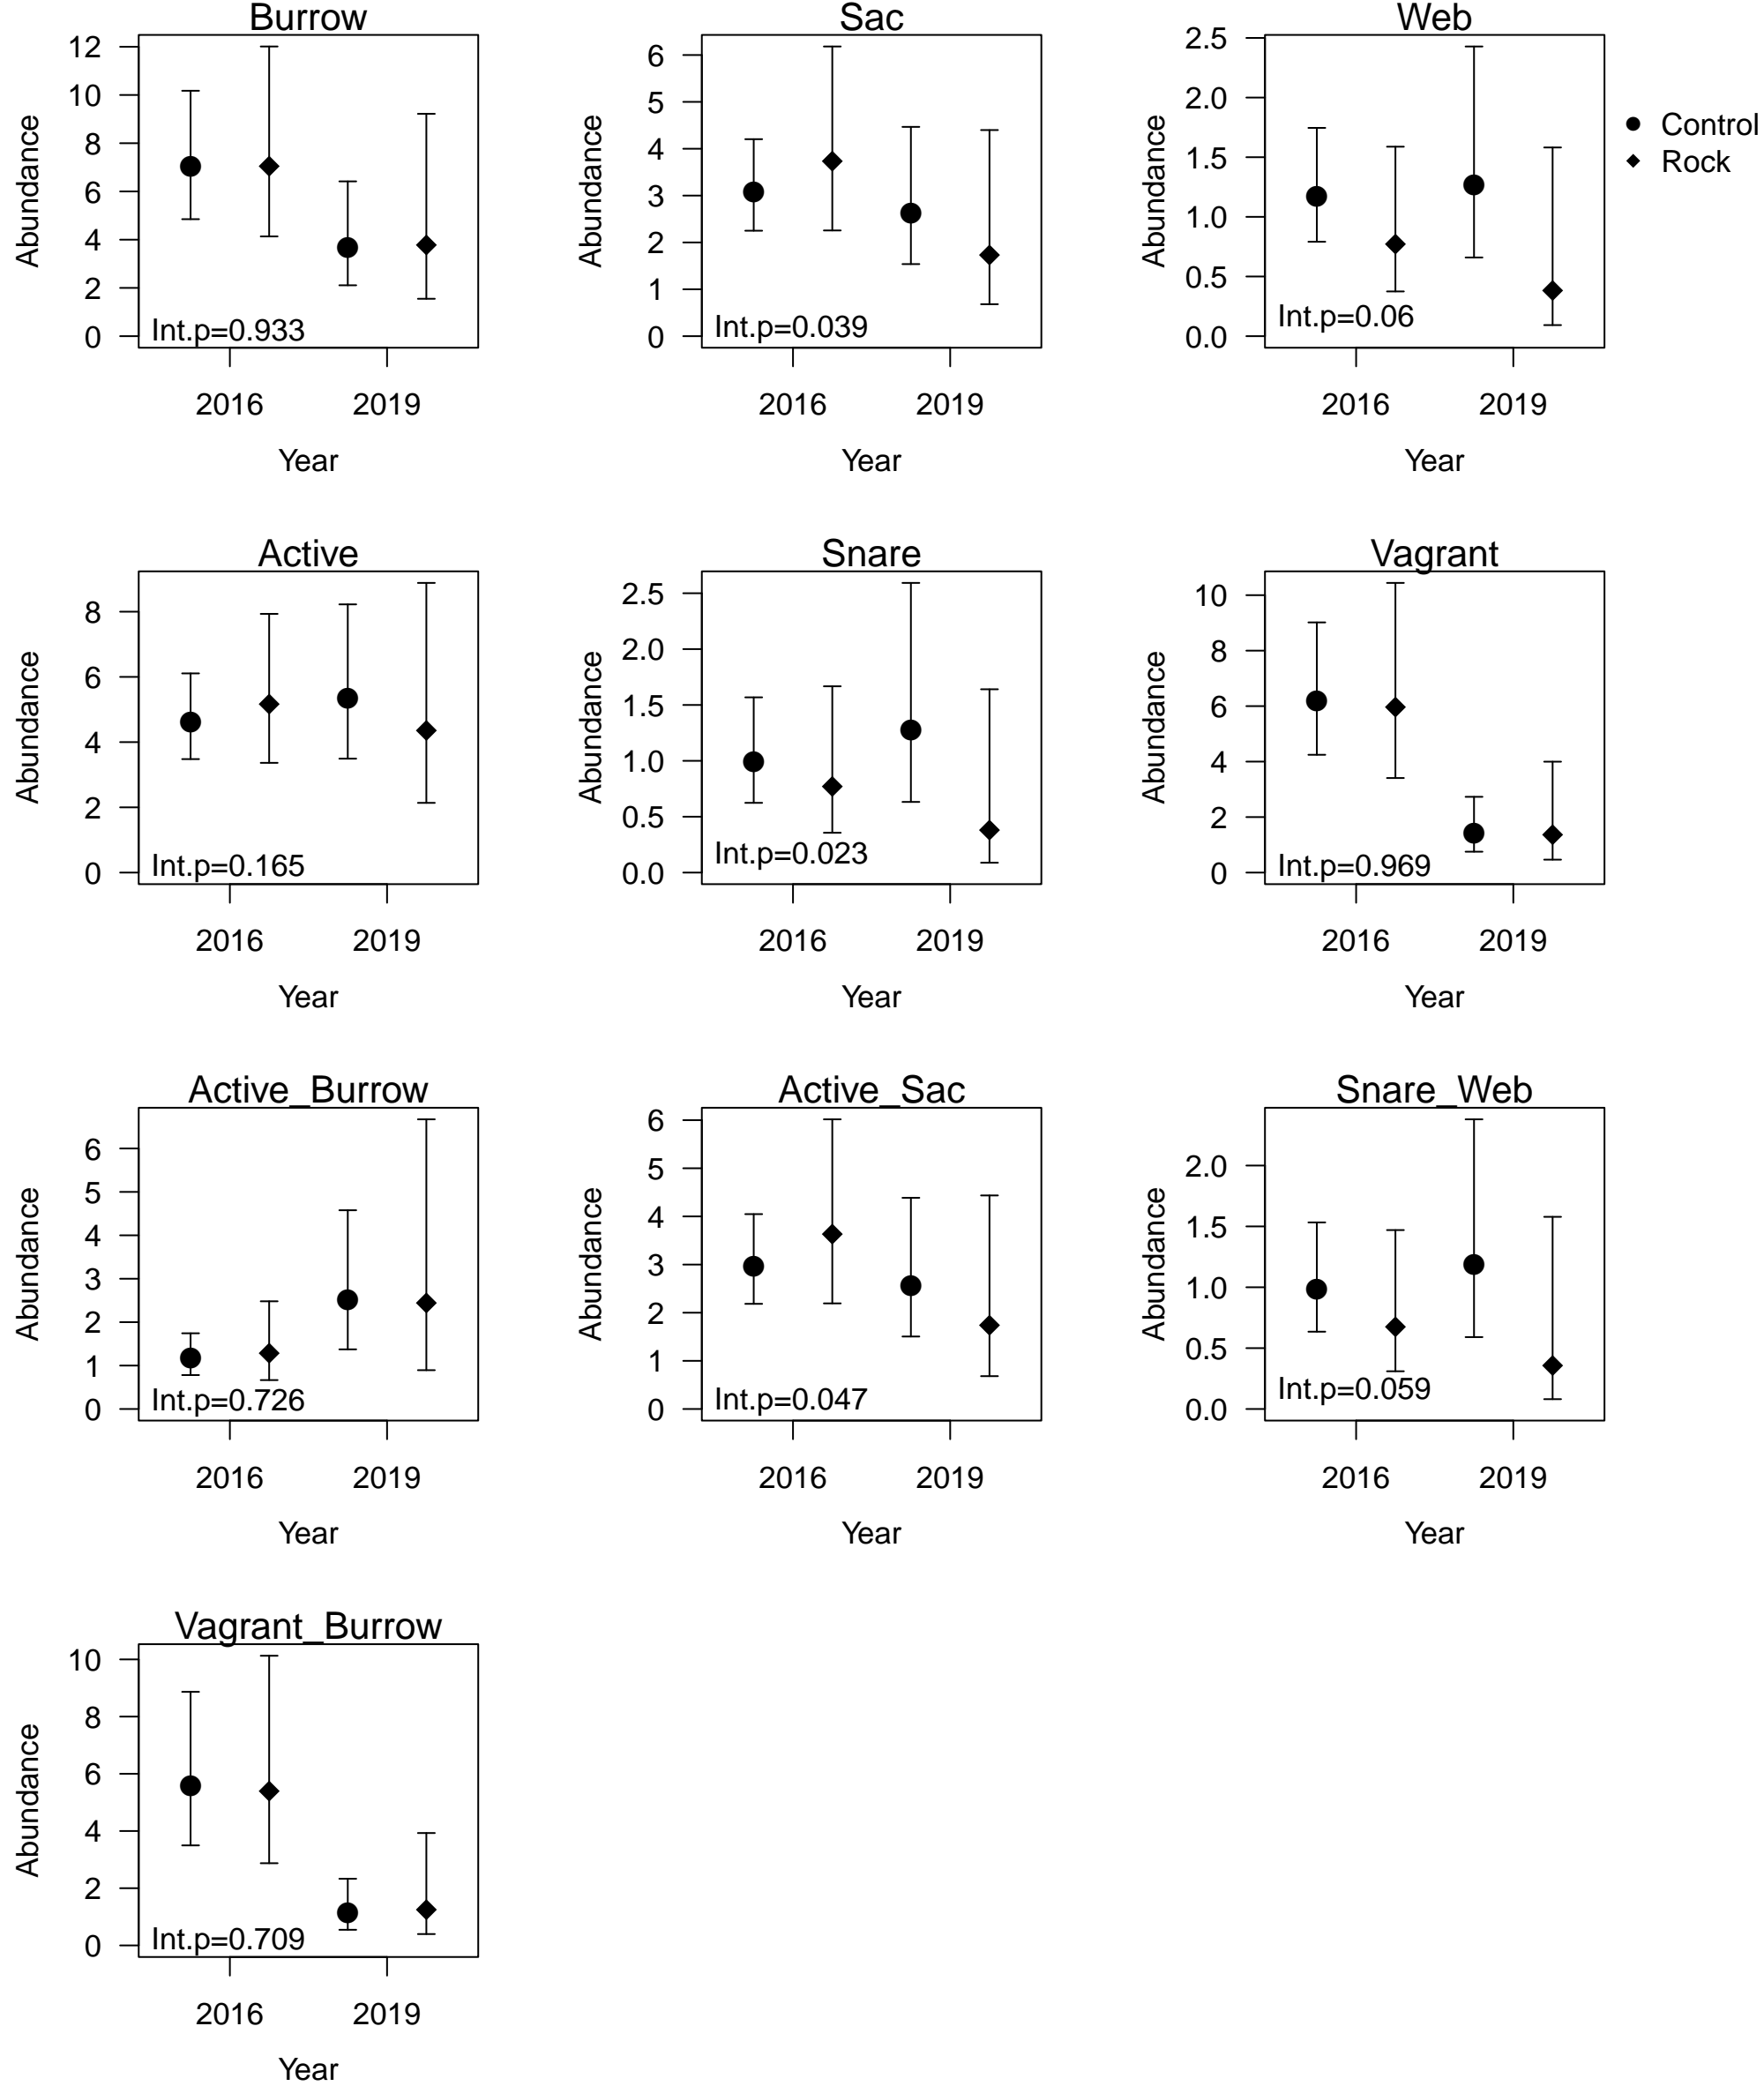 Burrow
Abundance
12
10
8
6
4
2
0
Int.p=0.933
2016 2019
Year
Sac
Abundance
6
5
4
3
2
1
0
Int.p=0.039
2016 2019
Year
Web
Abundance
2.5
2.0
1.5
1.0
0.5
0.0
Int.p=0.06
2016 2019
Year
Control
Rock
Active
Abundance
8
6
4
2
0
Int.p=0.165
2016 2019
Year
Snare
Abundance
2.5
2.0
1.5
1.0
0.5
0.0
Int.p=0.023
2016 2019
Year
Vagrant
Abundance
10
8
6
4
2
0
Int.p=0.969
2016 2019
Year
Active_Burrow
Abundance
6
5
4
3
2
1
0
Int.p=0.726
2016 2019
Year
Active_Sac
Abundance
6
5
4
3
2
1
0
Int.p=0.047
2016 2019
Year
Snare_Web
Abundance
2.0
1.5
1.0
0.5
0.0
Int.p=0.059
2016 2019
Year
Vagrant_Burrow
Abundance
10
8
6
4
2
0
Int.p=0.709
2016 2019
Year